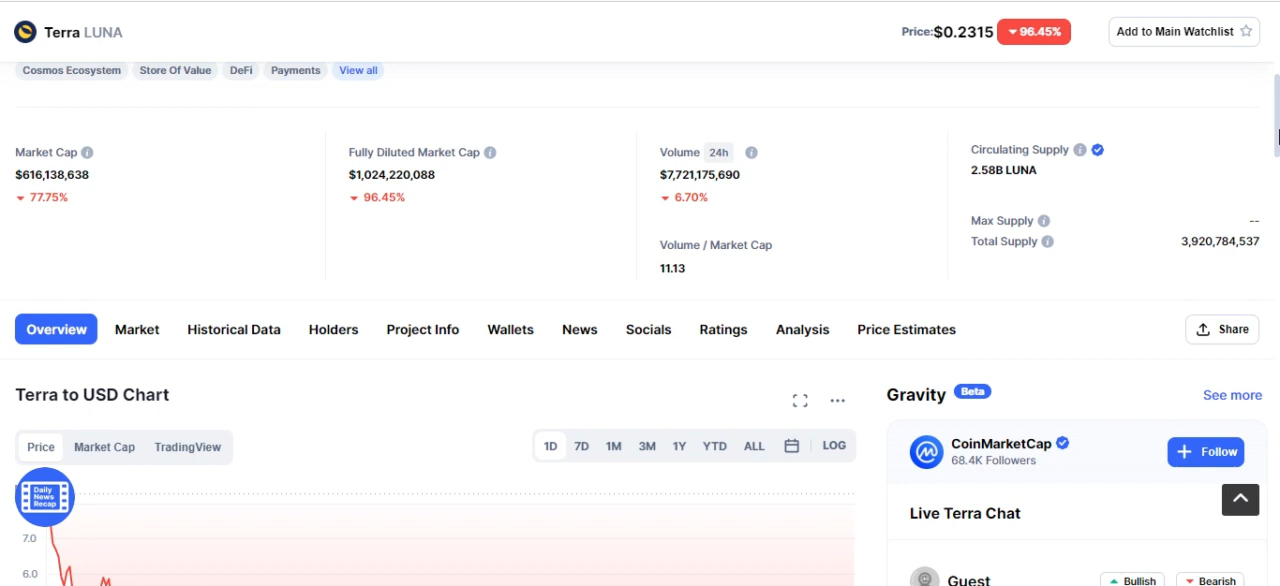 Terra LUNA
Price:$0.2315 96.45% Add to Main Watchlist
Cosmos Ecosystem Store Of Value DeFi Payments View all
Market Cap
$616,138,638
77.75%
Fully Diluted Market Cap
$1,024,220,088
96.45%
Volume 24h
$7,721,175,690
6.70%
Volume / Market Cap
11.13
Circulating Supply
2.58B LUNA
Max Supply --
Total Supply 3,920,784,537
Overview Market Historical Data Holders Project Info Wallets News Socials Ratings Analysis Price Estimates Share
Terra to USD Chart
Price Market Cap TradingView 1D 7D 1M 3M 1Y YTD ALL LOG
Daily
News
Recap
7.0
6.0
Gravity Beta See more
CoinMarketCap
68.4K Followers
Follow
Live Terra Chat
Guest Bullish Bearish